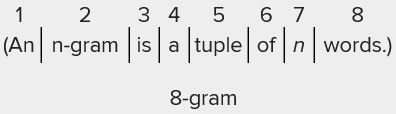 1 2 3 4 5 6 7 8
(An n-gram is a tuple of n words.)
8-gram